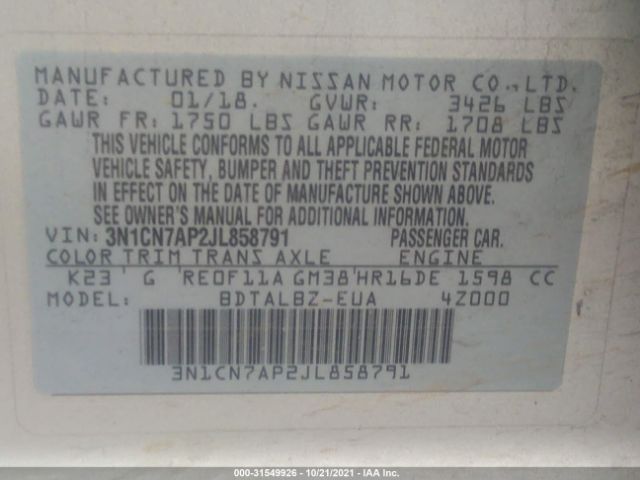 MANUFACTURED BY NISSAN MOTOR CO., LTD.
DATE: 01/18. GVWR: 3426 LBS
GAWR FR: 1750 LBS GAWR RR: 1708 LBS
THIS VEHICLE CONFORMS TO ALL APPLICABLE FEDERAL MOTOR
VEHICLE SAFETY, BUMPER AND THEFT PREVENTION STANDARDS
IN EFFECT ON THE DATE OF MANUFACTURE SHOWN ABOVE.
SEE OWNER'S MANUAL FOR ADDITIONAL INFORMATION.
VIN: 3N1CN7AP2JL858791 PASSENGER CAR.
COLOR TRIM TRANS AXLE ENGINE
K23 G RE0F11A GM38 HR16DE 1598 CC
MODEL: BDTALBZ-EUA 4Z000
3N1CN7AP2JL858791
000-31549926 - 10/21/2021 - IAA Inc.